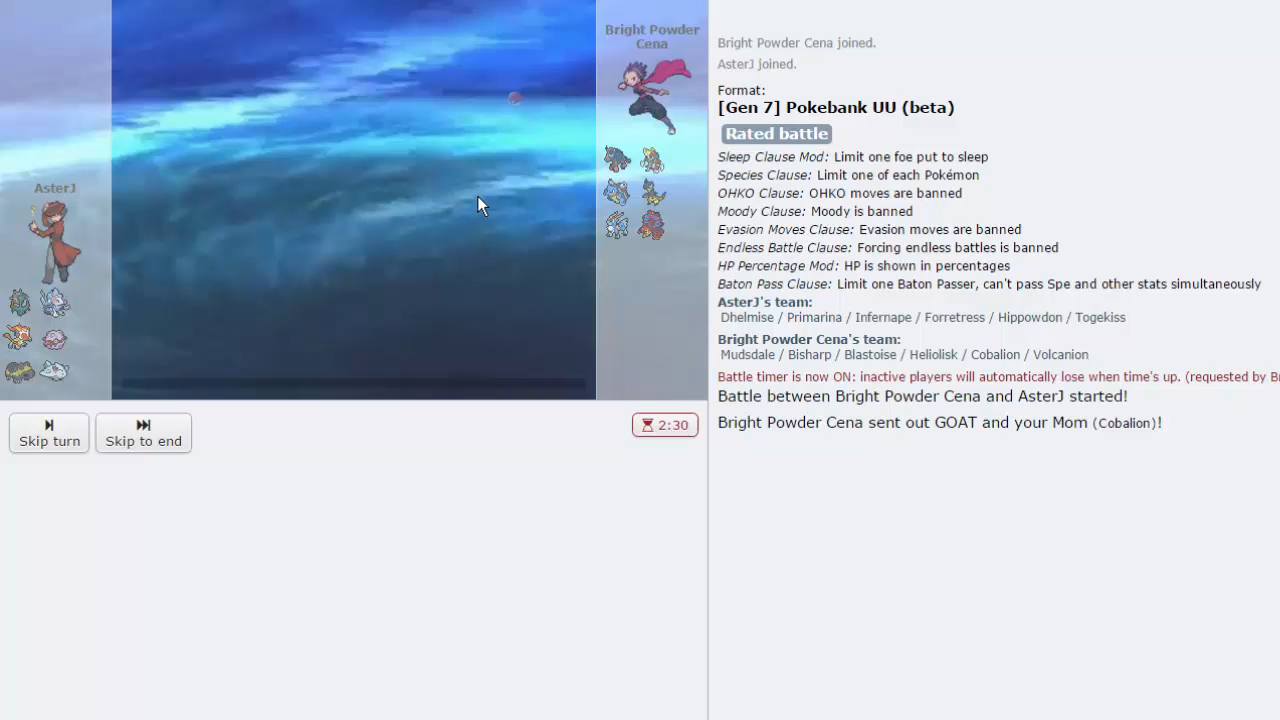 AsterJ
Bright Powder
Cena
Skip turn
Skip to end
2:30
Bright Powder Cena joined.
AsterJ joined.
Format:
[Gen 7] Pokebank UU (beta)
Rated battle
Sleep Clause Mod: Limit one foe put to sleep
Species Clause: Limit one of each Pokémon
OHKO Clause: OHKO moves are banned
Moody Clause: Moody is banned
Evasion Moves Clause: Evasion moves are banned
Endless Battle Clause: Forcing endless battles is banned
HP Percentage Mod: HP is shown in percentages
Baton Pass Clause: Limit one Baton Passer, can't pass Spe and other stats simultaneously
AsterJ's team:
Dhelmise / Primarina / Infernape / Forretress / Hippowdon / Togekiss
Bright Powder Cena's team:
Mudsdale / Bisharp / Blastoise / Heliolisk / Cobalion / Volcanion
Battle timer is now ON: inactive players will automatically lose when time's up. (requested by
Battle between Bright Powder Cena and AsterJ started!
Bright Powder Cena sent out GOAT and your Mom (Cobalion)!